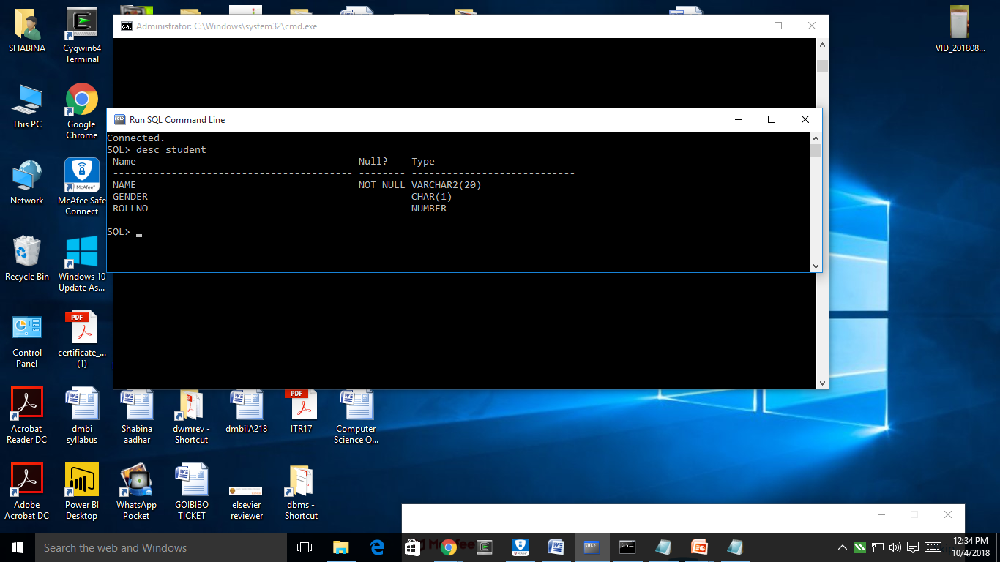 SHABINA
Cygwin64
Terminal
Administrator: C:\Windows\system32\cmd.exe
VID_201808...
This PC
Google
Chrome
Run SQL Command Line
Connected.
SQL> desc student
Name Null? Type
----------------------------------------- -------- ----------------------------
NAME NOT NULL VARCHAR2(20)
GENDER CHAR(1)
ROLLNO NUMBER
SQL>
Network
McAfee Safe
Connect
Recycle Bin
Windows 10
Update As...
Control
Panel
PDF
certificate_...
(1)
Acrobat
Reader DC
dmbi
syllabus
Shabina
aadhar
dwmrev -
Shortcut
dmbiIA218
PDF
ITR17
Computer
Science Q...
Adobe
Acrobat DC
Power BI
Desktop
WhatsApp
Pocket
GOIBIBO
TICKET
elsevier
reviewer
dbms -
Shortcut
Search the web and Windows
12:34 PM
10/4/2018